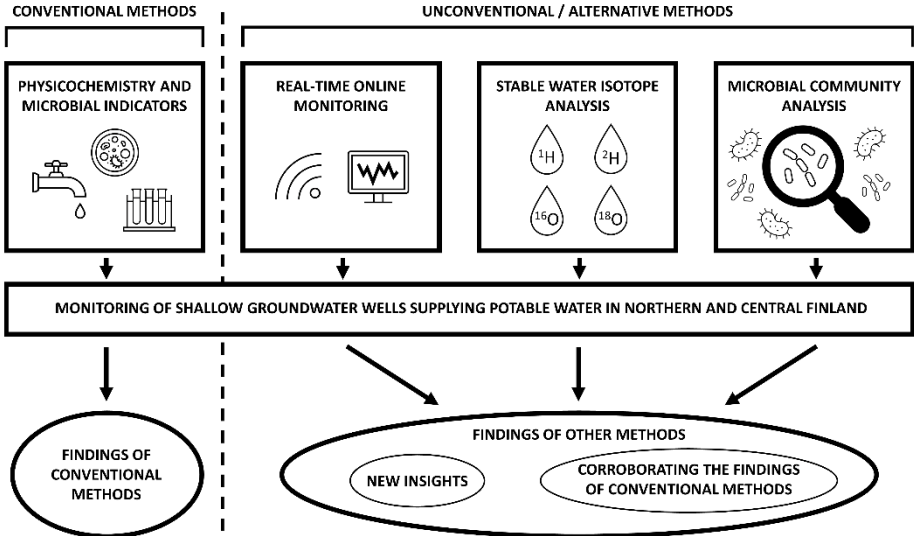 CONVENTIONAL METHODS
UNCONVENTIONAL / ALTERNATIVE METHODS
PHYSICOCHEMISTRY AND
MICROBIAL INDICATORS
REAL-TIME ONLINE
MONITORING
STABLE WATER ISOTOPE
ANALYSIS
¹H
²H
¹⁶O
¹⁸O
MICROBIAL COMMUNITY
ANALYSIS
MONITORING OF SHALLOW GROUNDWATER WELLS SUPPLYING POTABLE WATER IN NORTHERN AND CENTRAL FINLAND
FINDINGS OF
CONVENTIONAL
METHODS
FINDINGS OF OTHER METHODS
NEW INSIGHTS
CORROBORATING THE FINDINGS
OF CONVENTIONAL METHODS